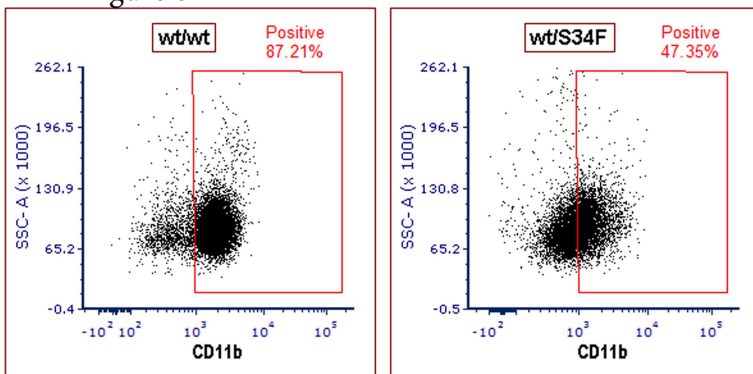 wt/wt
Positive
87.21%
262.1
196.5
130.9
65.2
-0.4
SSC- A (x 1000)
-10² 10² 10³ 10⁴ 10⁵
CD11b
wt/S34F
Positive
47.35%
262.1
196.5
130.8
65.2
-0.5
SSC- A (x 1000)
-10² 10³ 10⁴ 10⁵
CD11b